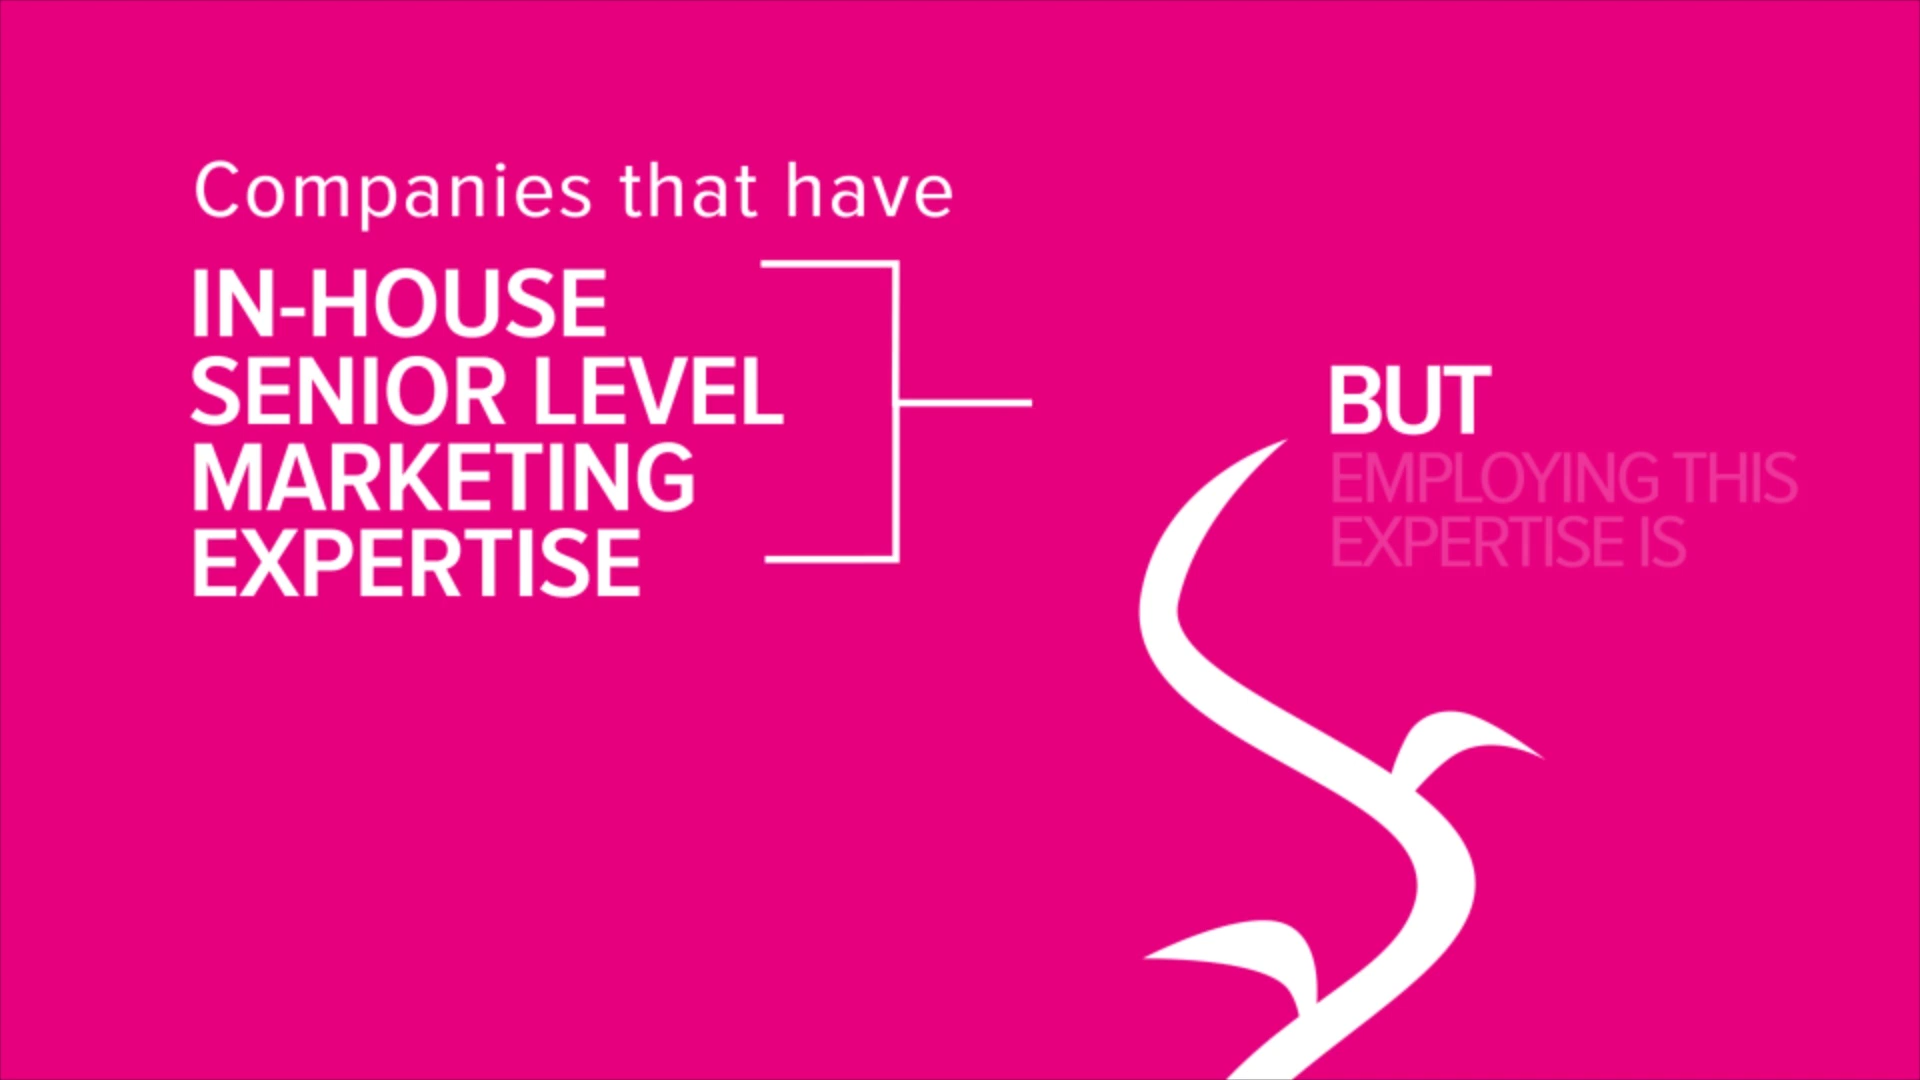 Companies that have
IN-HOUSE
SENIOR LEVEL
MARKETING
EXPERTISE
BUT
EMPLOYING THIS
EXPERTISE IS